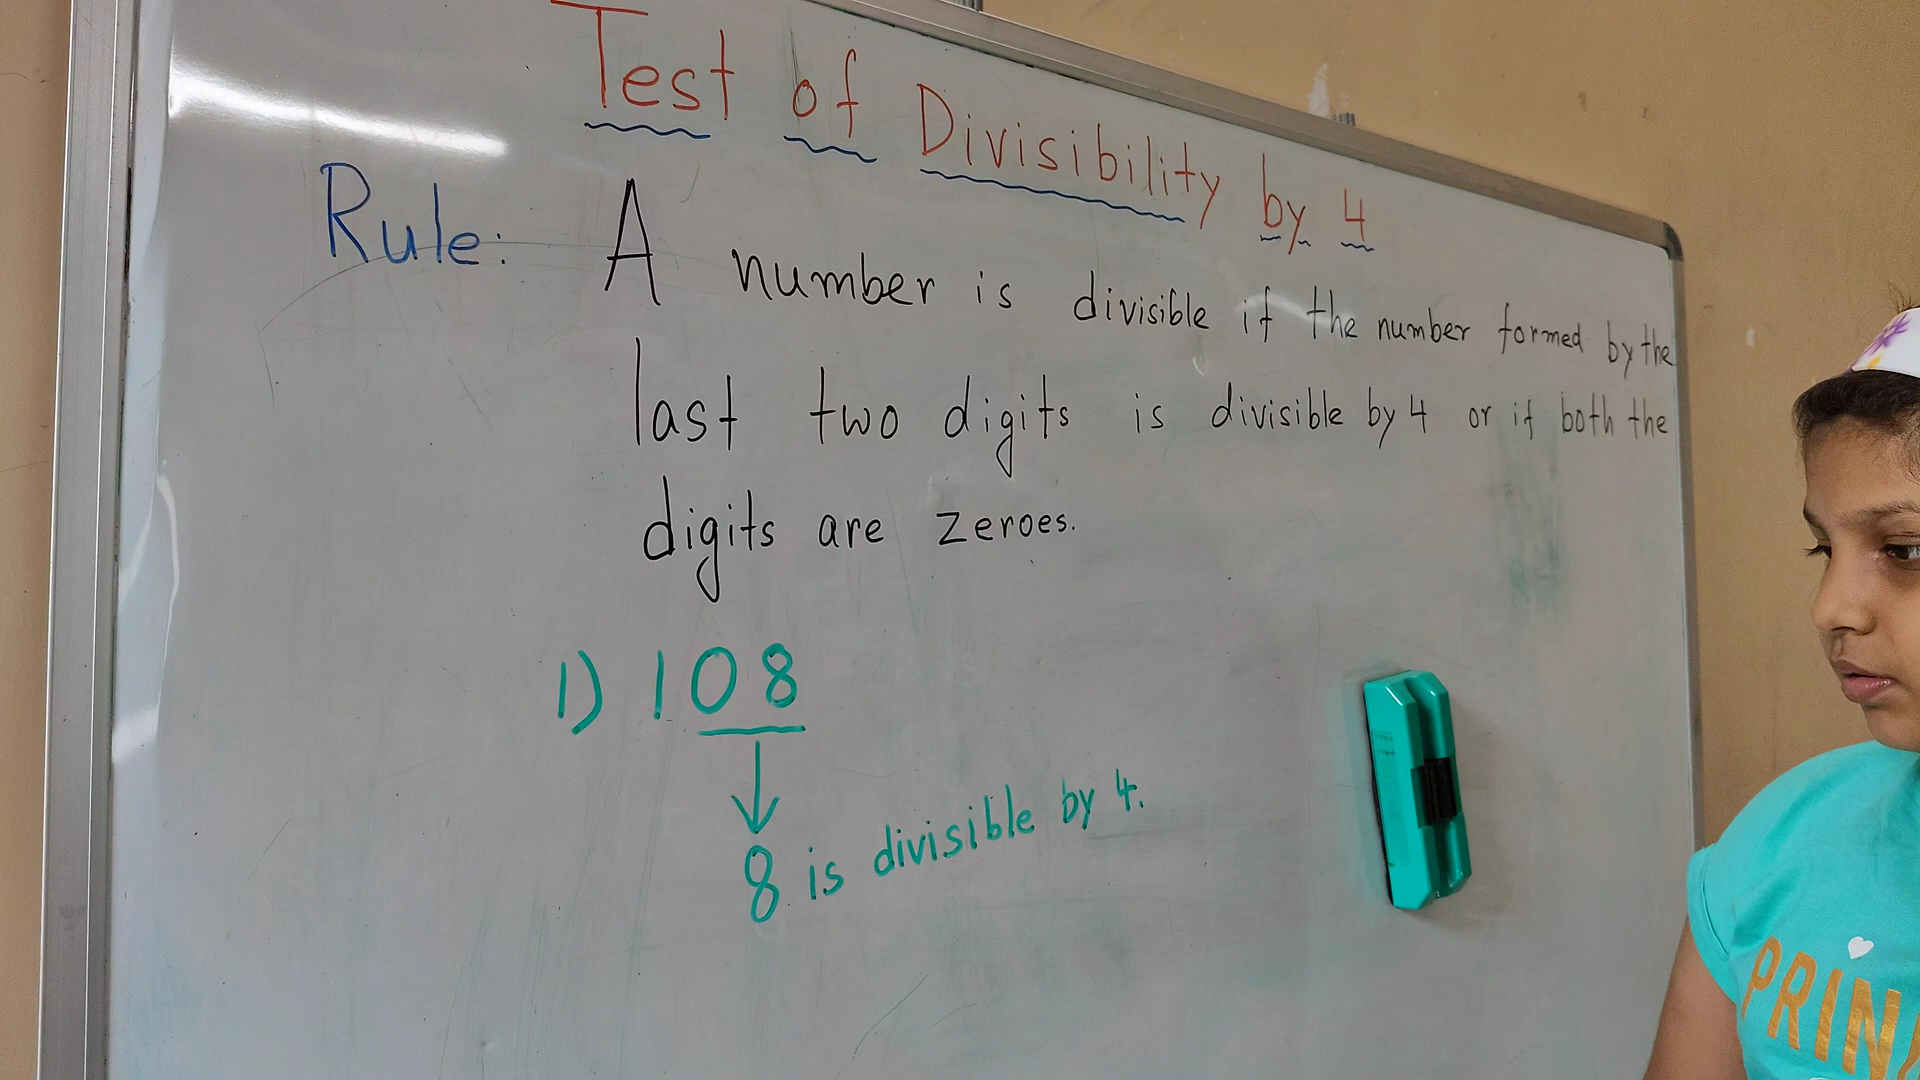 Test of Divisibility by 4
Rule: A number is divisible if the number formed by the
last two digits is divisible by 4 or if both the
digits are zeroes.
1) 108
8 is divisible by 4.
PRIN